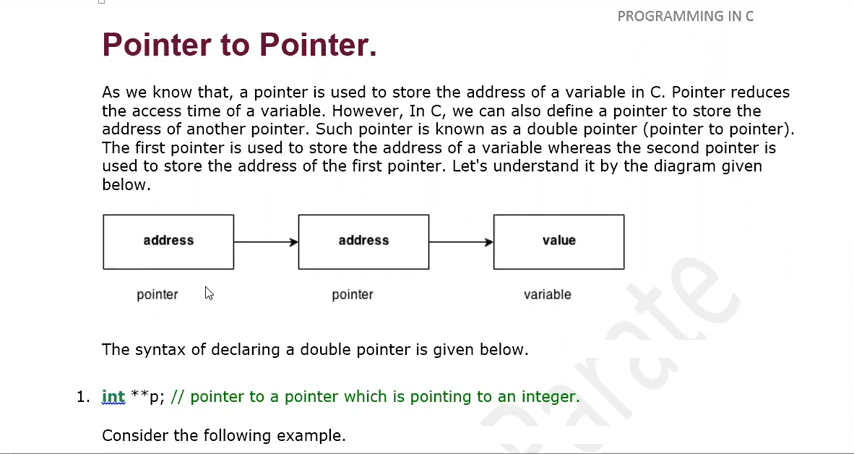 PROGRAMMING IN C
Pointer to Pointer.
As we know that, a pointer is used to store the address of a variable in C. Pointer reduces
the access time of a variable. However, In C, we can also define a pointer to store the
address of another pointer. Such pointer is known as a double pointer (pointer to pointer).
The first pointer is used to store the address of a variable whereas the second pointer is
used to store the address of the first pointer. Let's understand it by the diagram given
below.
address address value
pointer pointer variable
The syntax of declaring a double pointer is given below.
1. int **p; // pointer to a pointer which is pointing to an integer.
Consider the following example.